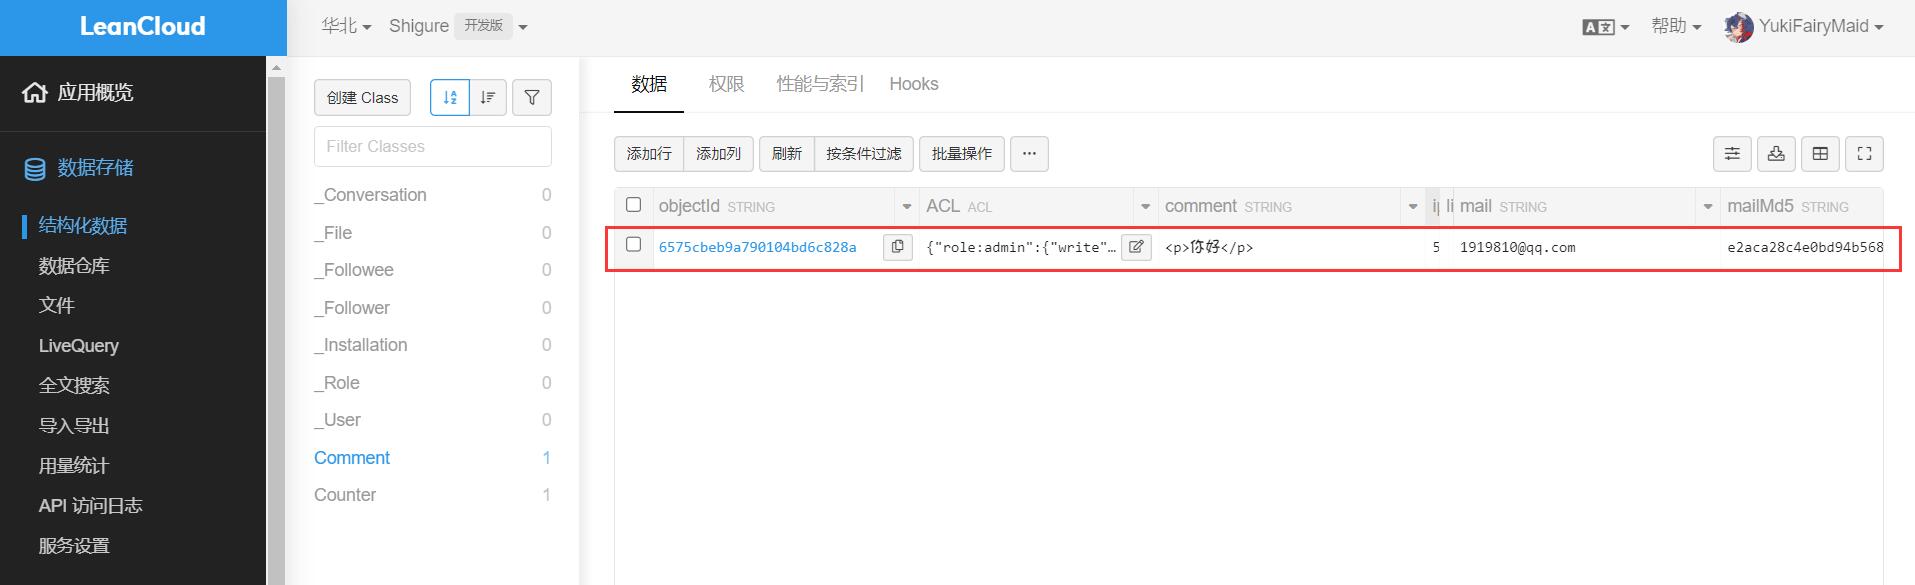 LeanCloud
华北 Shigure 开发版
帮助 YukiFairyMaid
应用概览
数据存储
结构化数据
数据仓库
文件
LiveQuery
全文搜索
导入导出
用量统计
API 访问日志
服务设置
创建 Class
Filter Classes
_Conversation 0
_File 0
_Followee 0
_Follower 0
_Installation 0
_Role 0
_User 0
Comment 1
Counter 1
数据 权限 性能与索引 Hooks
添加行 添加列 刷新 按条件过滤 批量操作 ...
objectId STRING ACL ACL comment STRING ip li mail STRING mailMd5 STRING
6575cbeb9a790104bd6c828a {"role:admin":{"write"… <p>你好</p> 5 1919810@qq.com e2aca28c4e0bd94b568